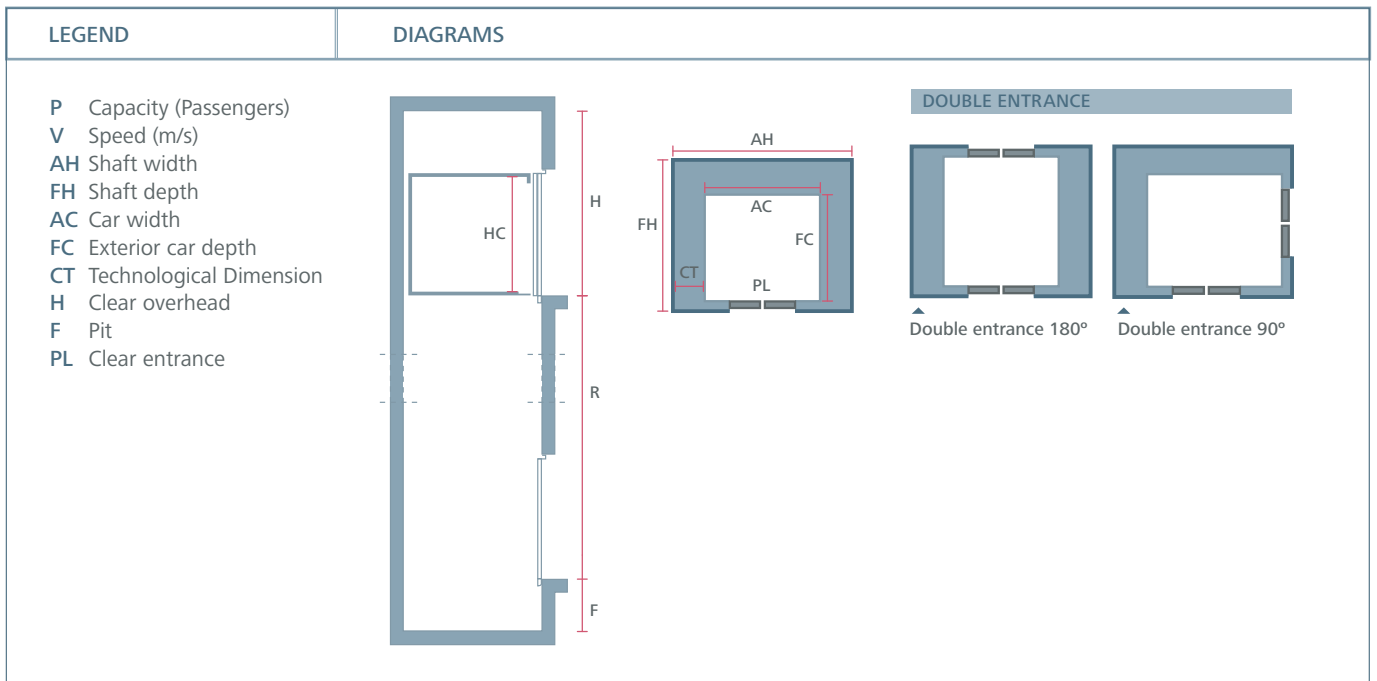 LEGEND
DIAGRAMS
P Capacity (Passengers)
V Speed (m/s)
AH Shaft width
FH Shaft depth
AC Car width
FC Exterior car depth
CT Technological Dimension
H Clear overhead
F Pit
PL Clear entrance
H
HC
R
F
AH
FH
AC
FC
CT
PL
DOUBLE ENTRANCE
Double entrance 180º
Double entrance 90º